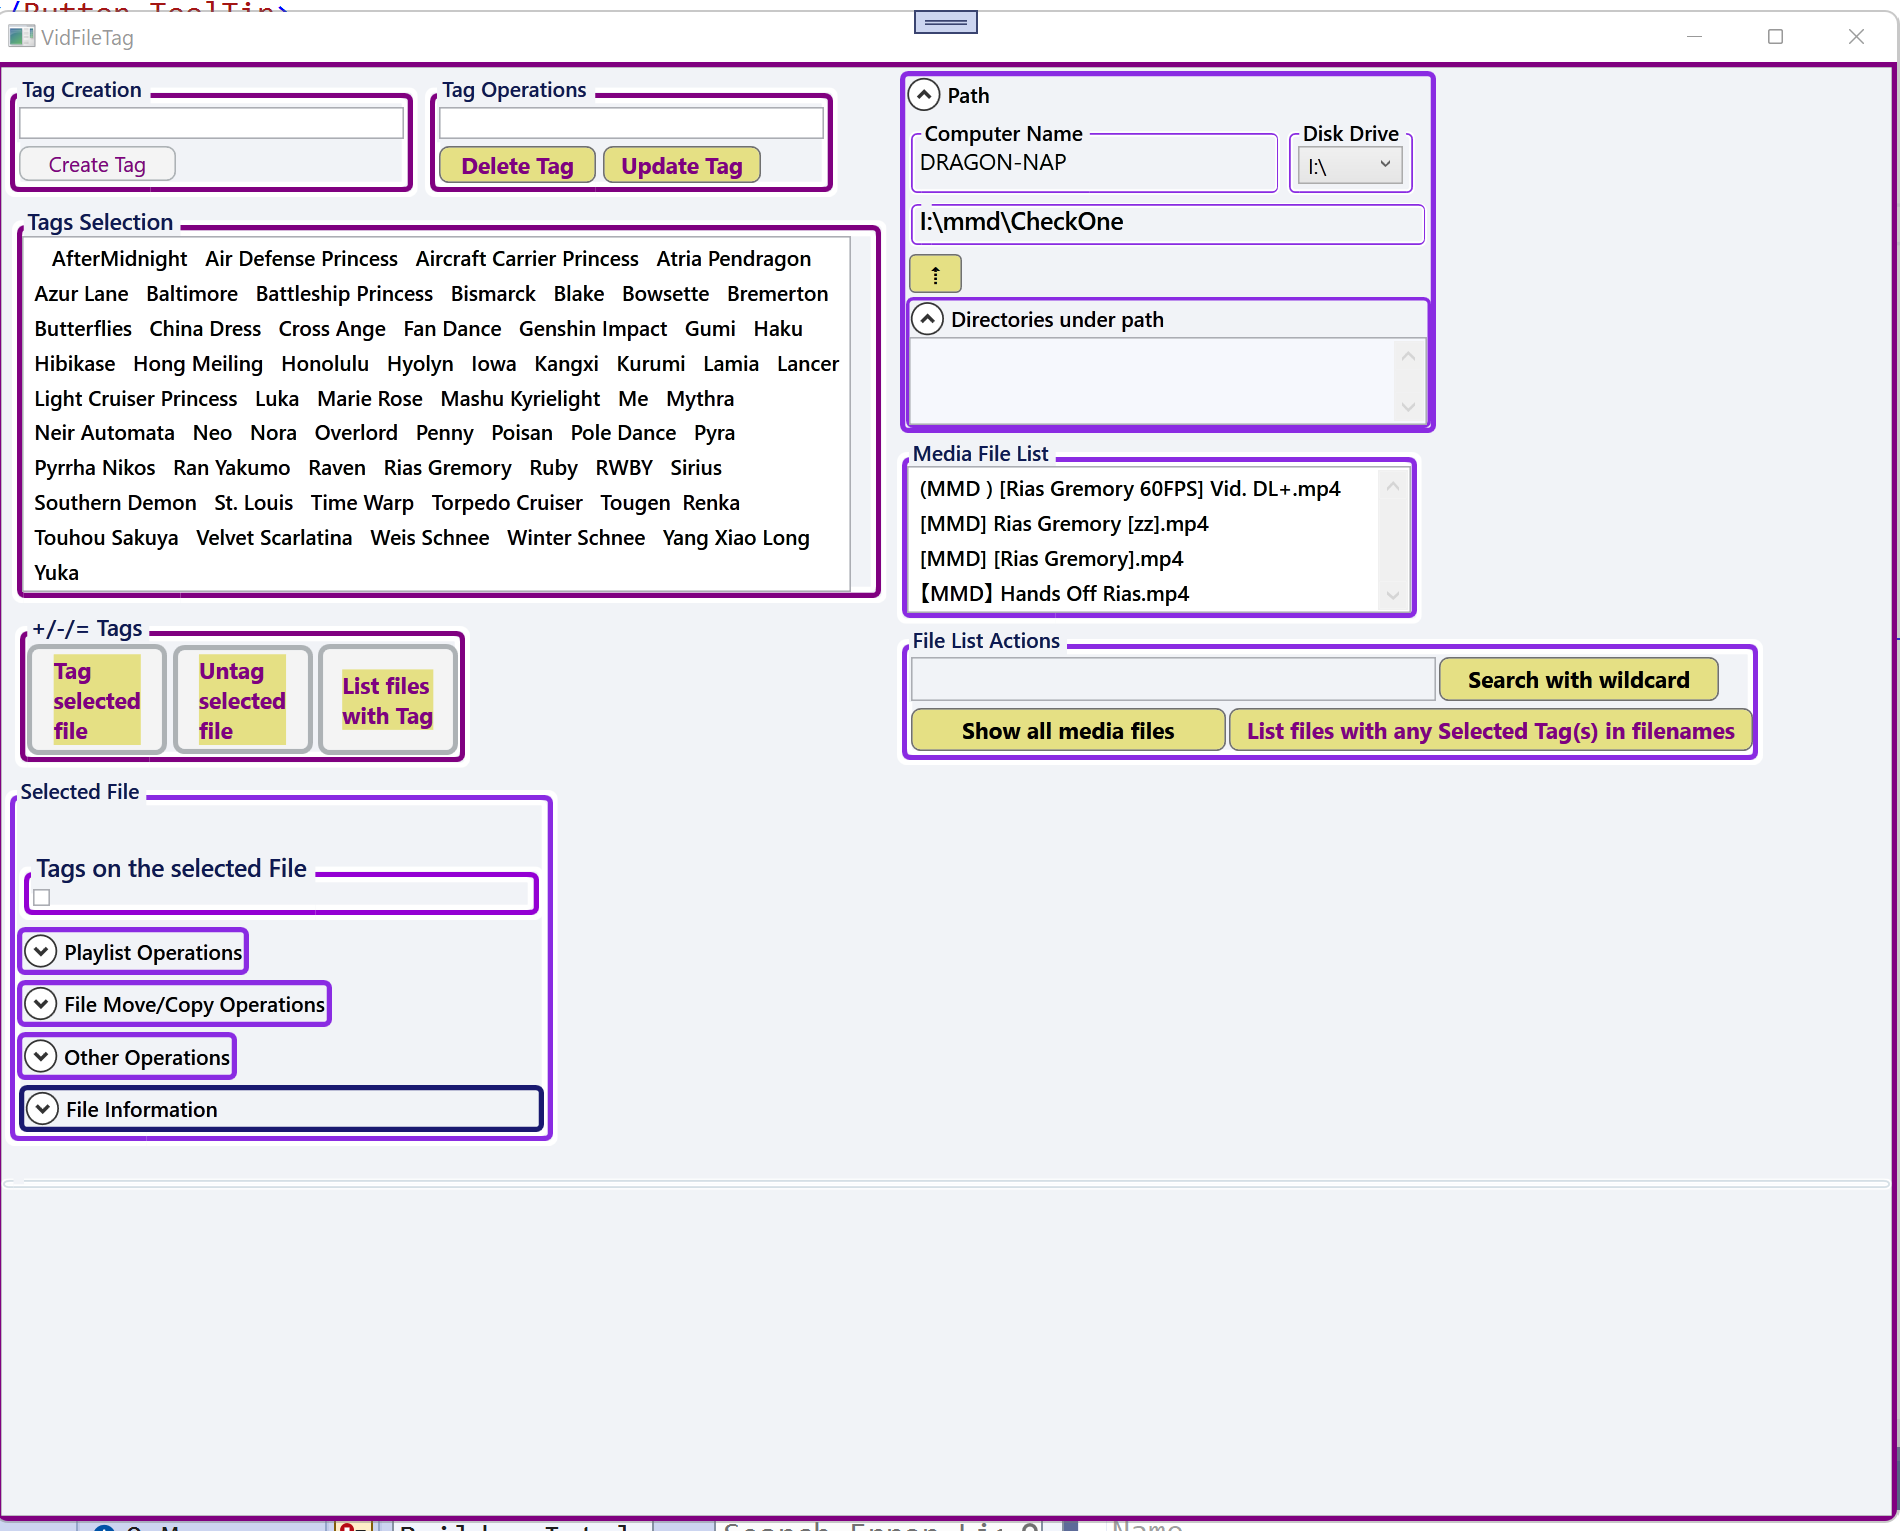 VidFileTag
Tag Creation
Create Tag
Tag Operations
Delete Tag Update Tag
Tags Selection
AfterMidnight Air Defense Princess Aircraft Carrier Princess Atria Pendragon
Azur Lane Baltimore Battleship Princess Bismarck Blake Bowsette Bremerton
Butterflies China Dress Cross Ange Fan Dance Genshin Impact Gumi Haku
Hibikase Hong Meiling Honolulu Hyolyn Iowa Kangxi Kurumi Lamia Lancer
Light Cruiser Princess Luka Marie Rose Mashu Kyrielight Me Mythra
Neir Automata Neo Nora Overlord Penny Poisan Pole Dance Pyra
Pyrrha Nikos Ran Yakumo Raven Rias Gremory Ruby RWBY Sirius
Southern Demon St. Louis Time Warp Torpedo Cruiser Tougen Renka
Touhou Sakuya Velvet Scarlatina Weis Schnee Winter Schnee Yang Xiao Long
Yuka
+/-/= Tags
Tag
selected
file
Untag
selected
file
List files
with Tag
Selected File
Tags on the selected File
Playlist Operations
File Move/Copy Operations
Other Operations
File Information
Path
Computer Name
DRAGON-NAP
Disk Drive
I:\
I:\mmd\CheckOne
Directories under path
Media File List
(MMD ) [Rias Gremory 60FPS] Vid. DL+.mp4
[MMD] Rias Gremory [zz].mp4
[MMD] [Rias Gremory].mp4
【MMD】Hands Off Rias.mp4
File List Actions
Search with wildcard
Show all media files List files with any Selected Tag(s) in filenames